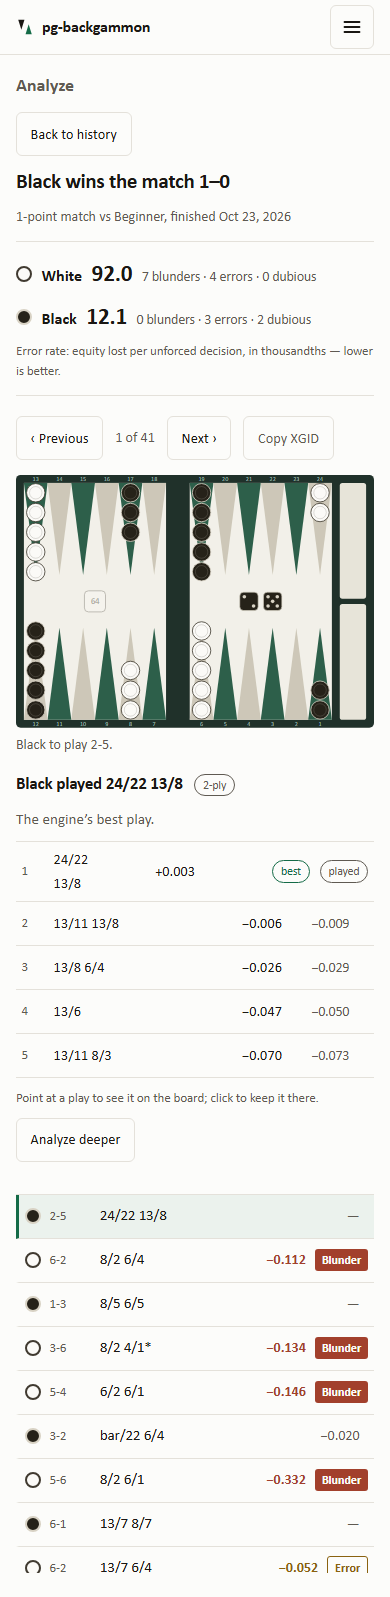 pg-backgammon
Analyze
Back to history
Black wins the match 1–0
1-point match vs Beginner, finished Oct 23, 2026
White 92.0 7 blunders · 4 errors · 0 dubious
Black 12.1 0 blunders · 3 errors · 2 dubious
Error rate: equity lost per unforced decision, in thousandths — lower
is better.
‹ Previous 1 of 41 Next › Copy XGID
13 14 15 16 17 18 19 20 21 22 23 24
64
12 11 10 9 8 7 6 5 4 3 2 1
Black to play 2-5.
Black played 24/22 13/8 2-ply
The engine’s best play.
1 24/22
13/8 +0.003 best played
2 13/11 13/8 −0.006 −0.009
3 13/8 6/4 −0.026 −0.029
4 13/6 −0.047 −0.050
5 13/11 8/3 −0.070 −0.073
Point at a play to see it on the board; click to keep it there.
Analyze deeper
2-5 24/22 13/8 —
6-2 8/2 6/4 −0.112 Blunder
1-3 8/5 6/5 —
3-6 8/2 4/1* −0.134 Blunder
5-4 6/2 6/1 −0.146 Blunder
3-2 bar/22 6/4 −0.020
5-6 8/2 6/1 −0.332 Blunder
6-1 13/7 8/7 —
6-2 13/7 6/4 −0.052 Error